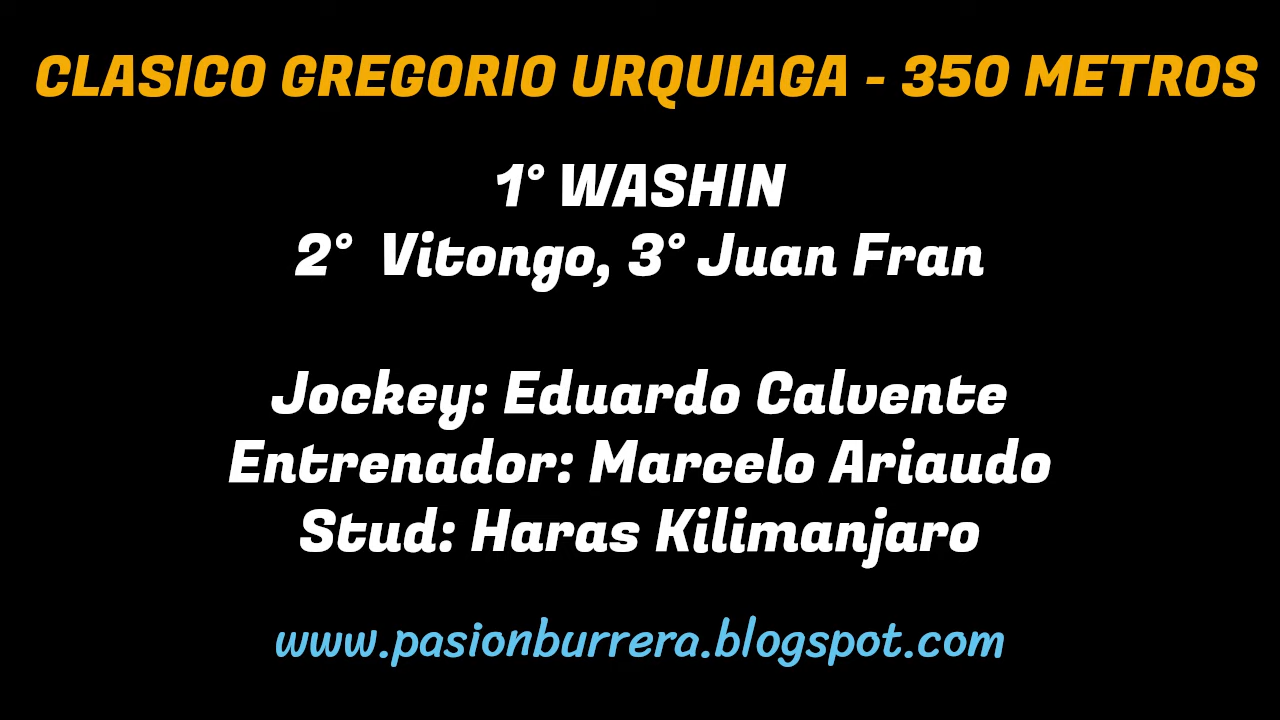 CLASICO GREGORIO URQUIAGA - 350 METROS
1° WASHIN
2° Vitongo, 3° Juan Fran
Jockey: Eduardo Calvente
Entrenador: Marcelo Ariaudo
Stud: Haras Kilimanjaro
www.pasionburrera.blogspot.com